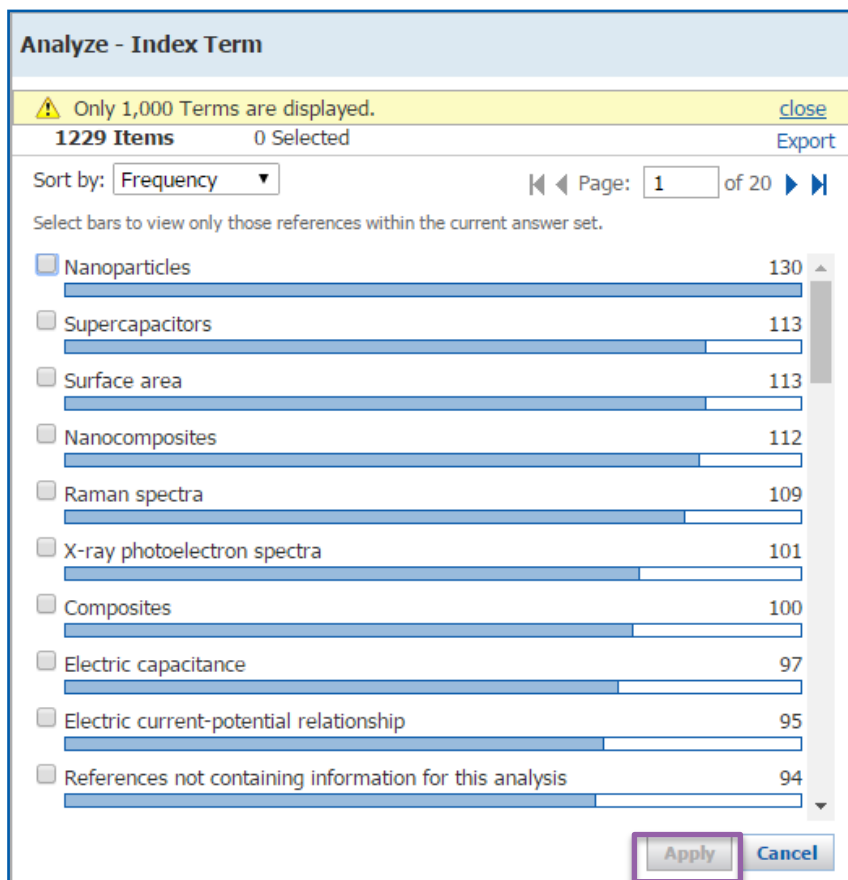 Analyze - Index Term
Only 1,000 Terms are displayed. close
1229 Items 0 Selected Export
Sort by: Frequency Page: 1 of 20
Select bars to view only those references within the current answer set.
Nanoparticles 130
Supercapacitors 113
Surface area 113
Nanocomposites 112
Raman spectra 109
X-ray photoelectron spectra 101
Composites 100
Electric capacitance 97
Electric current-potential relationship 95
References not containing information for this analysis 94
Apply Cancel